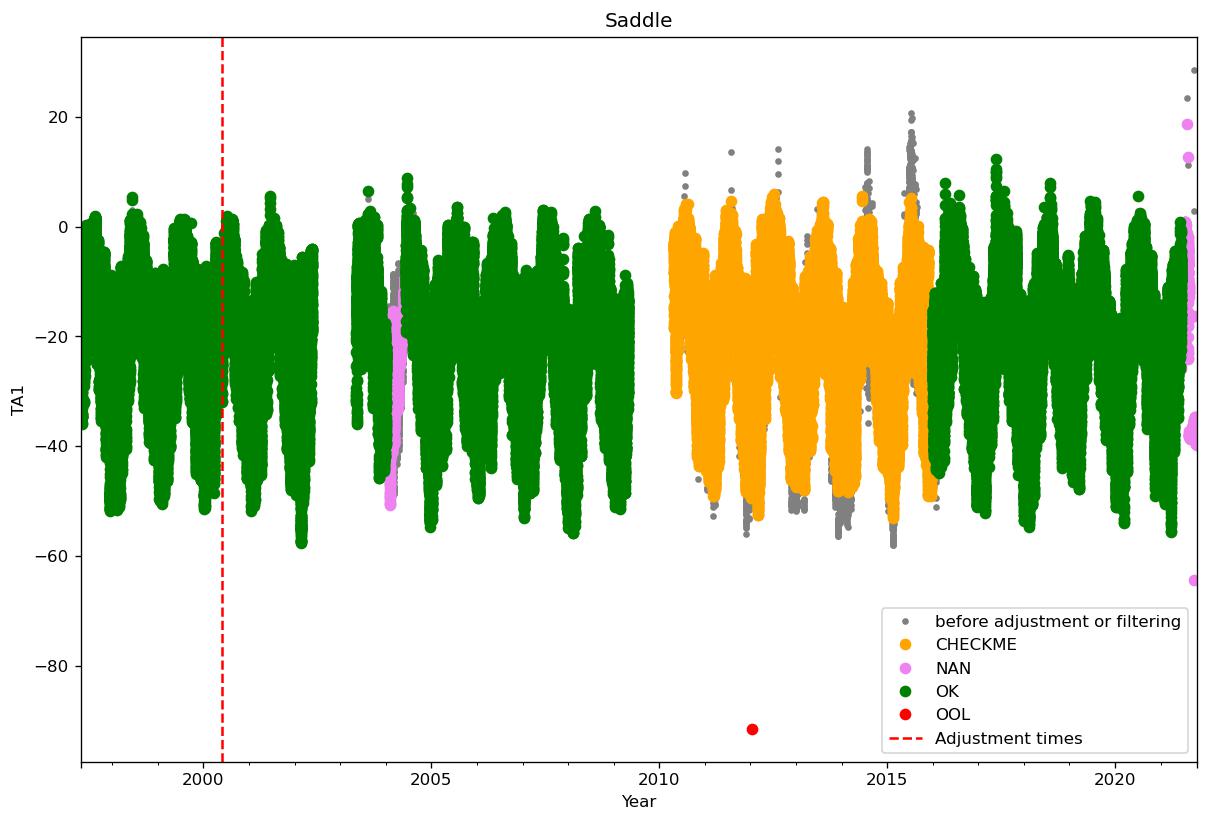 Saddle
20
0
−20
−40
−60
−80
TA1
2000
2005
2010
2015
2020
Year
before adjustment or filtering
CHECKME
NAN
OK
OOL
Adjustment times